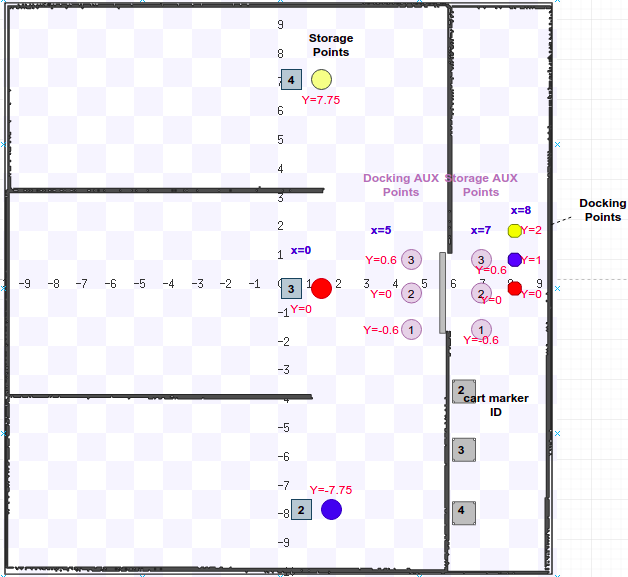 9
Storage
Points
8
4
7
Y=7.75
6
5
4
Docking AUX
Points
Storage AUX
Points
3
Docking
Points
x=8
2
x=5
x=7
Y=2
x=0
1
Y=0.6
3
3
Y=0.6
Y=1
-9 -8 -7 -6 -5 -4 -3 -2 -1 0 2 3 4 6 7 8 9
3
Y=0
Y=0
2
2
Y=0
Y=0
-1
Y=-0.6
1
1
Y=-0.6
-2
-3
2
cart marker
ID
-4
-5
3
-6
-7
Y=-7.75
2
-8
4
-9